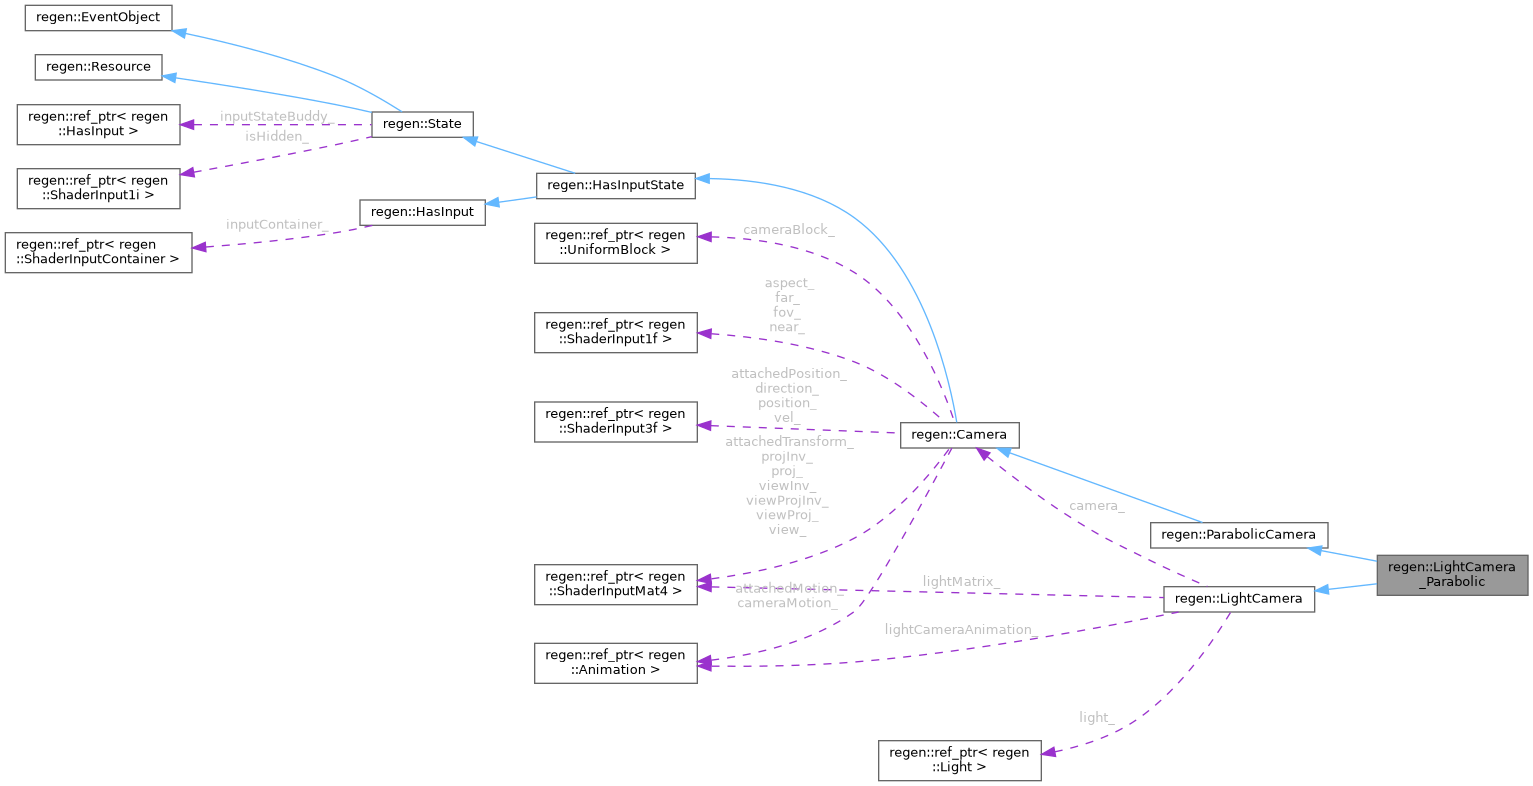 regen::EventObject
regen::Resource
regen::ref_ptr< regen
::HasInput >
inputStateBuddy_
regen::State
isHidden_
regen::ref_ptr< regen
::ShaderInput1i >
regen::HasInputState
regen::HasInput
inputContainer_
regen::ref_ptr< regen
::ShaderInputContainer >
regen::ref_ptr< regen
::UniformBlock >
cameraBlock_
aspect_
far_
fov_
near_
regen::ref_ptr< regen
::ShaderInput1f >
attachedPosition_
direction_
position_
vel_
regen::ref_ptr< regen
::ShaderInput3f >
regen::Camera
attachedTransform_
projInv_
proj_
viewInv_
viewProjInv_
viewProj_
view_
camera_
regen::ParabolicCamera
regen::LightCamera
_Parabolic
regen::ref_ptr< regen
::ShaderInputMat4 >
lightMatrix_
attachedMotion_
cameraMotion_
regen::LightCamera
lightCameraAnimation_
regen::ref_ptr< regen
::Animation >
light_
regen::ref_ptr< regen
::Light >